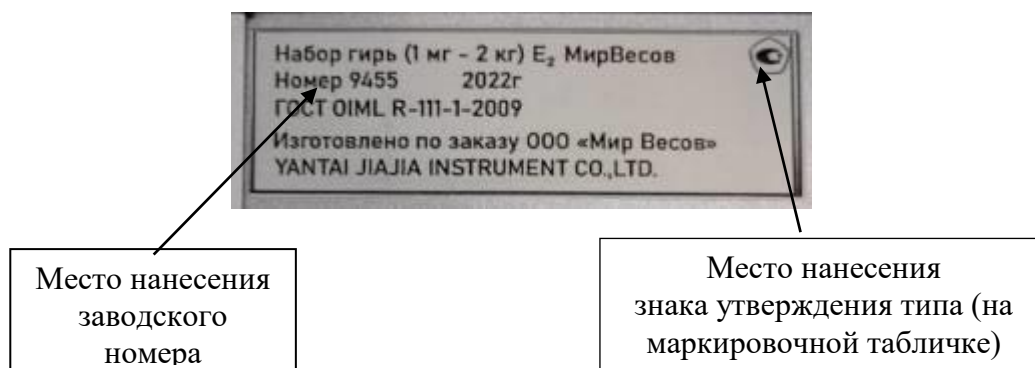 Набор гирь (1 мг - 2 кг) E₂ МирВесов
Номер 9455 2022г
ГОСТ OIML R-111-1-2009
Изготовлено по заказу ООО «Мир Весов»
YANTAI JIAJIA INSTRUMENT CO.,LTD.
Место нанесения
заводского
номера
Место нанесения
знака утверждения типа (на
маркировочной табличке)